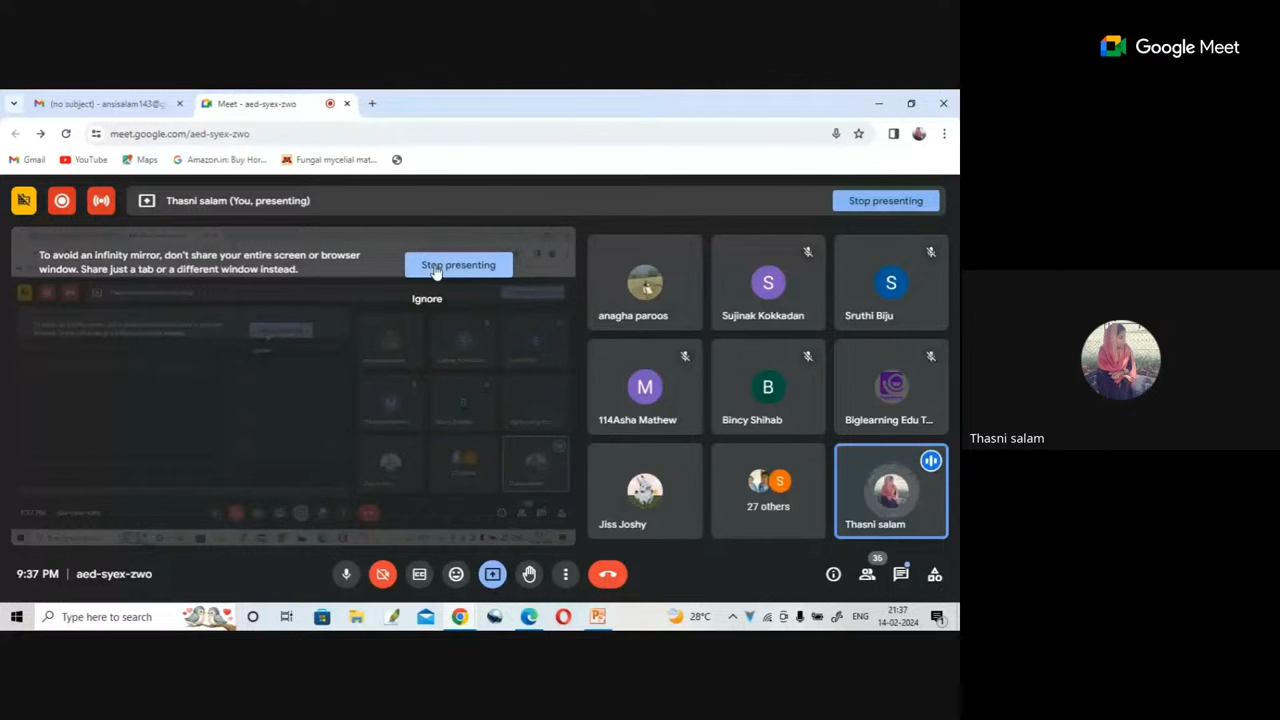 Google Meet
(no subject) - ansisalam143@g
Meet - aed-syex-zwo
meet.google.com/aed-syex-zwo
Gmail
YouTube
Maps
Amazon.in: Buy Hor...
Fungal mycelial mat...
Thasni salam (You, presenting)
Stop presenting
To avoid an infinity mirror, don't share your entire screen or browser
window. Share just a tab or a different window instead.
Stop presenting
Ignore
anagha paroos
S
Sujinak Kokkadan
S
Sruthi Biju
M
114Asha Mathew
B
Bincy Shihab
Biglearning Edu T...
Jiss Joshy
S
27 others
Thasni salam
Thasni salam
9:37 PM | aed-syex-zwo
36
Type here to search
28°C
ENG
21:37
14-02-2024